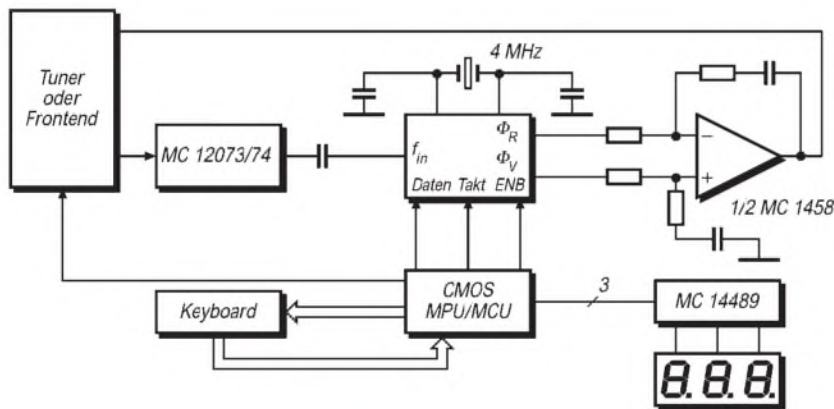 Tuner
oder
Frontend
MC 12073/74
4 MHz
f_in
Φ_R
Φ_V
Daten Takt ENB
−
+
1/2 MC 1458
Keyboard
CMOS
MPU/MCU
3
MC 14489
8.8.8.